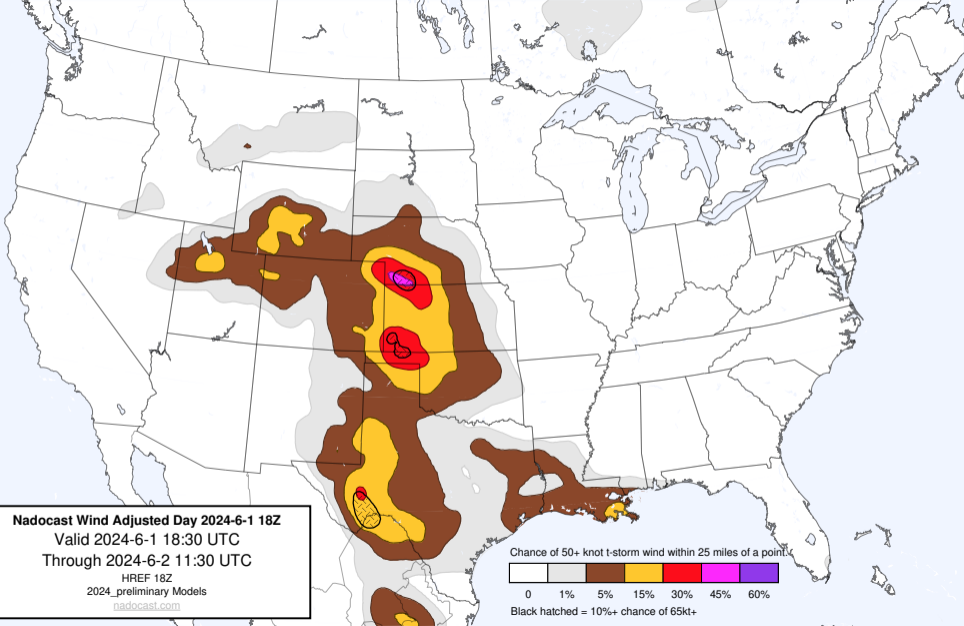 Nadocast Wind Adjusted Day 2024-6-1 18Z
Valid 2024-6-1 18:30 UTC
Through 2024-6-2 11:30 UTC
HREF 18Z
2024_preliminary Models
nadocast.com
Chance of 50+ knot t-storm wind within 25 miles of a point.
0 1% 5% 15% 30% 45% 60%
Black hatched = 10%+ chance of 65kt+